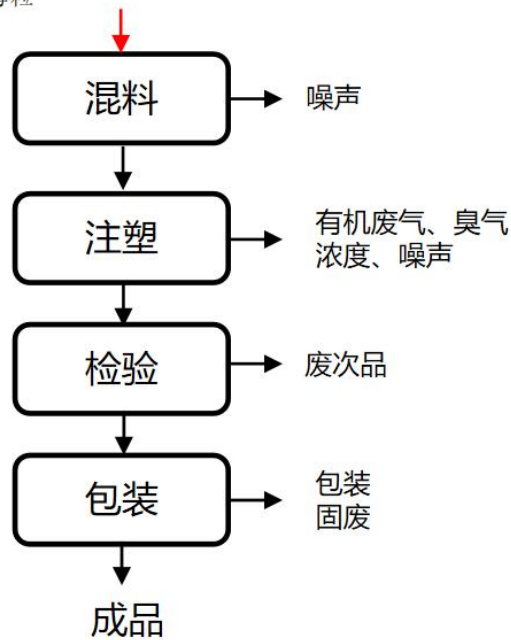 混料
噪声
注塑
有机废气、臭气
浓度、噪声
检验
废次品
包装
包装
固废
成品